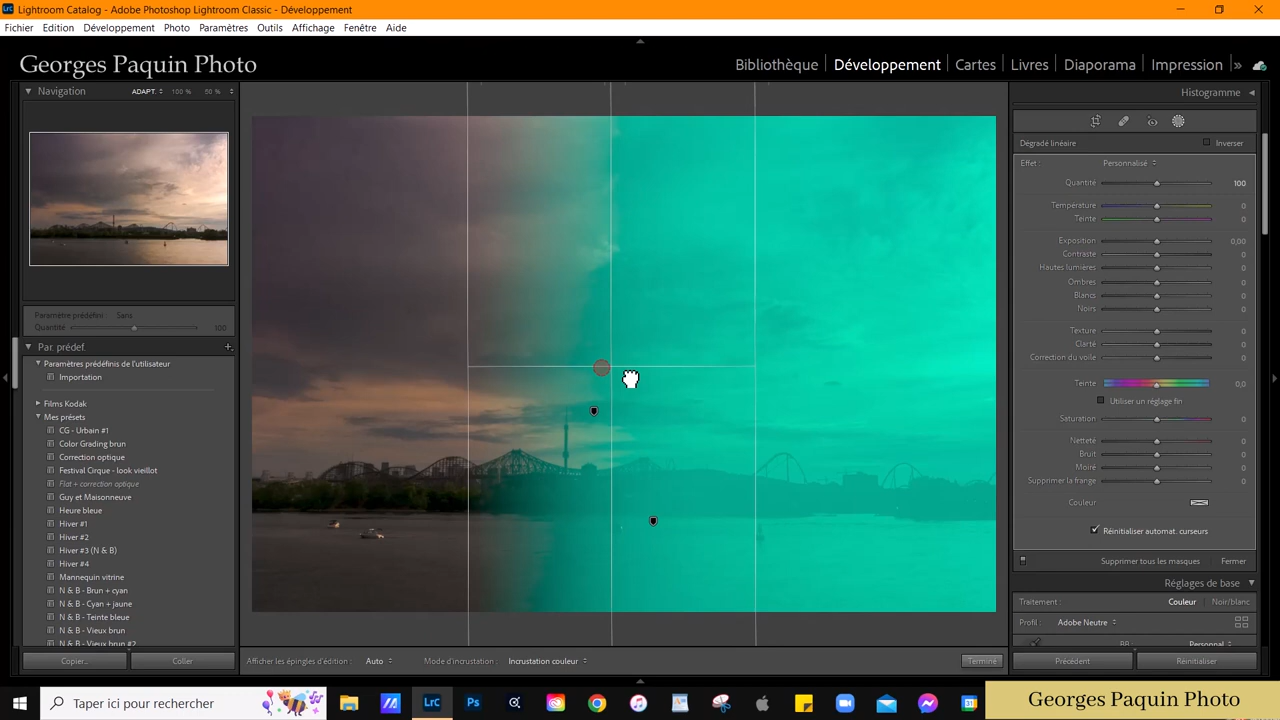 Lightroom Catalog - Adobe Photoshop Lightroom Classic - Développement
Fichier Edition Développement Photo Paramètres Outils Affichage Fenêtre Aide
Georges Paquin Photo
Bibliothèque Développement Cartes Livres Diaporama Impression »
Navigation ADAPT. 100 % 50 %
Histogramme
Dégradé linéaire Inverser
Effet : Personnalisé
Quantité 100
Température 0
Teinte 0
Exposition 0,00
Contraste 0
Hautes lumières 0
Ombres 0
Blancs 0
Noirs 0
Texture 0
Clarté 0
Correction du voile 0
Teinte 0,0
Utiliser un réglage fin
Saturation 0
Netteté 0
Bruit 0
Moiré 0
Supprimer la frange 0
Couleur
Réinitialiser automat. curseurs
Supprimer tous les masques Fermer
Réglages de base
Traitement : Couleur Noir/blanc
Profil : Adobe Neutre
BB Personnal
Précédent Réinitialiser
Paramètre prédéfini : Sans
Quantité 100
Par. prédéf. +
Paramètres prédéfinis de l'utilisateur
Importation
Films Kodak
Mes présets
CG - Urbain #1
Color Grading brun
Correction optique
Festival Cirque - look vieillot
Flat + correction optique
Guy et Maisonneuve
Heure bleue
Hiver #1
Hiver #2
Hiver #3 (N & B)
Hiver #4
Mannequin vitrine
N & B - Brun + cyan
N & B - Cyan + jaune
N & B - Teinte bleue
N & B - Vieux brun
N & B - Vieux brun #2
Copier... Coller
Afficher les épingles d'édition : Auto Mode d'incrustation : Incrustation couleur Terminé
Taper ici pour rechercher
LrC Ps
Georges Paquin Photo